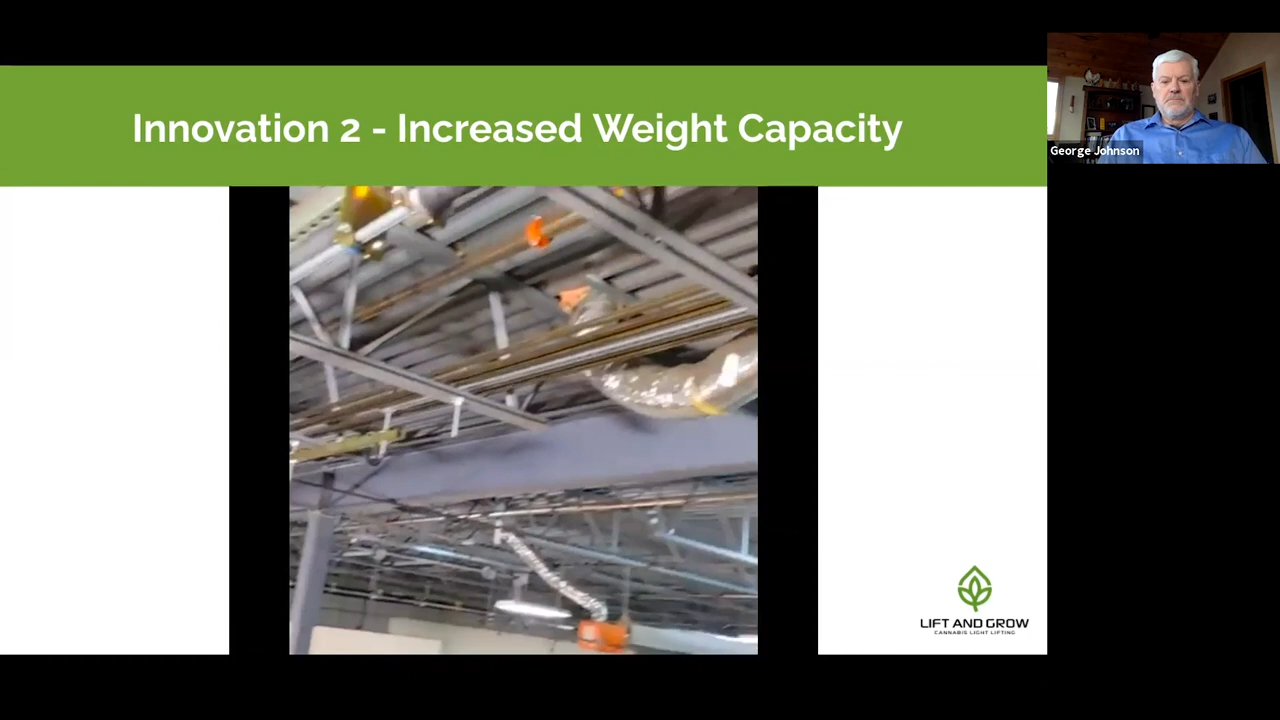 Innovation 2 - Increased Weight Capacity
George Johnson
LIFT AND GROW
CANNABIS LIGHT LIFTING